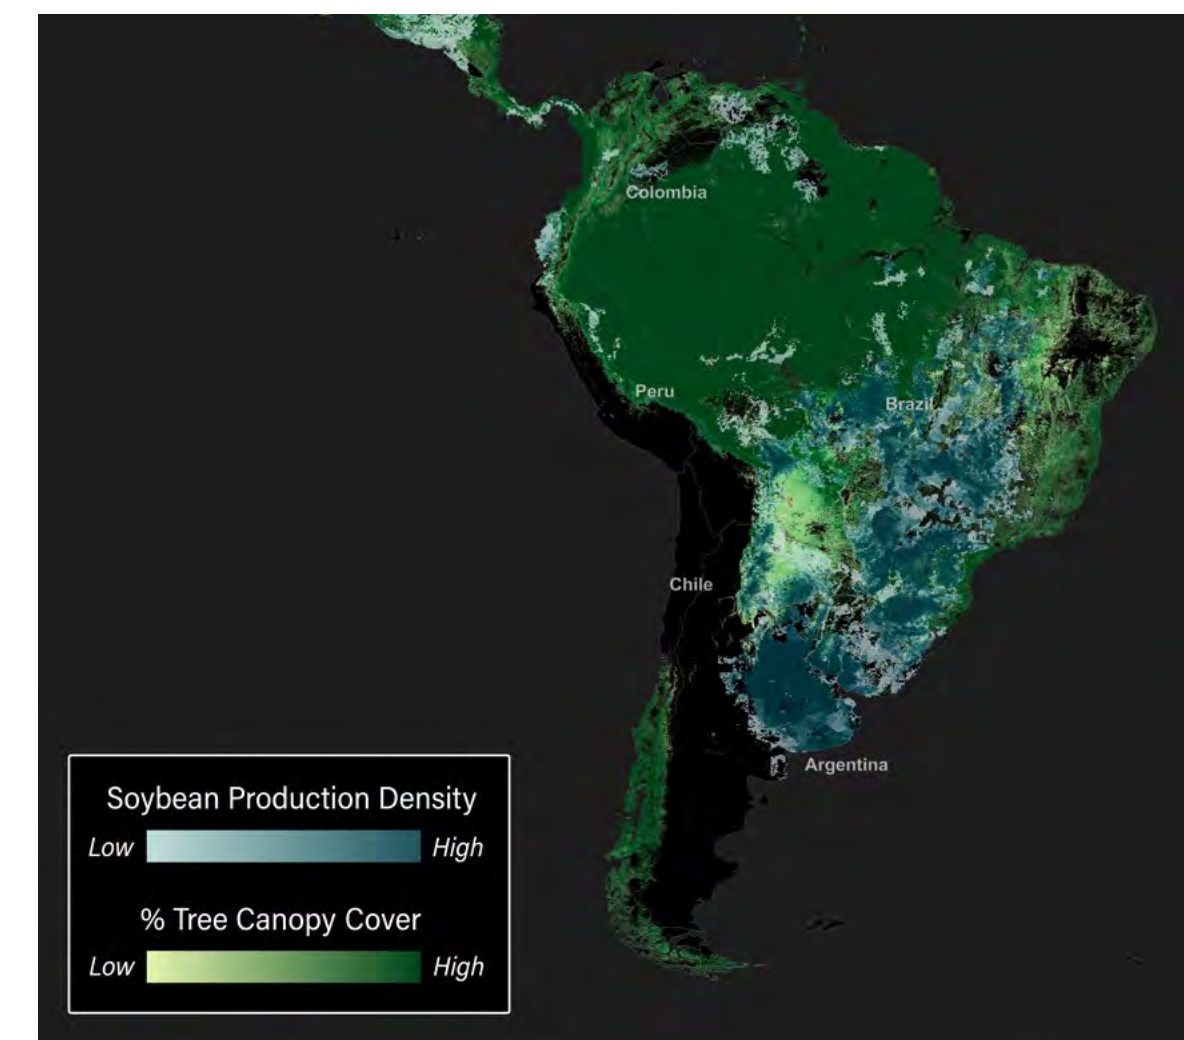 Colombia
Peru
Brazil
Chile
Argentina
Soybean Production Density
Low High
% Tree Canopy Cover
Low High